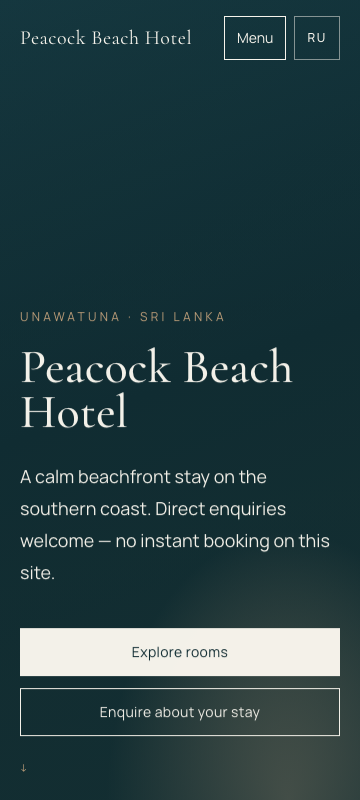 Peacock Beach Hotel
Menu
RU
UNAWATUNA · SRI LANKA
Peacock Beach
Hotel
A calm beachfront stay on the
southern coast. Direct enquiries
welcome — no instant booking on this
site.
Explore rooms
Enquire about your stay
↓